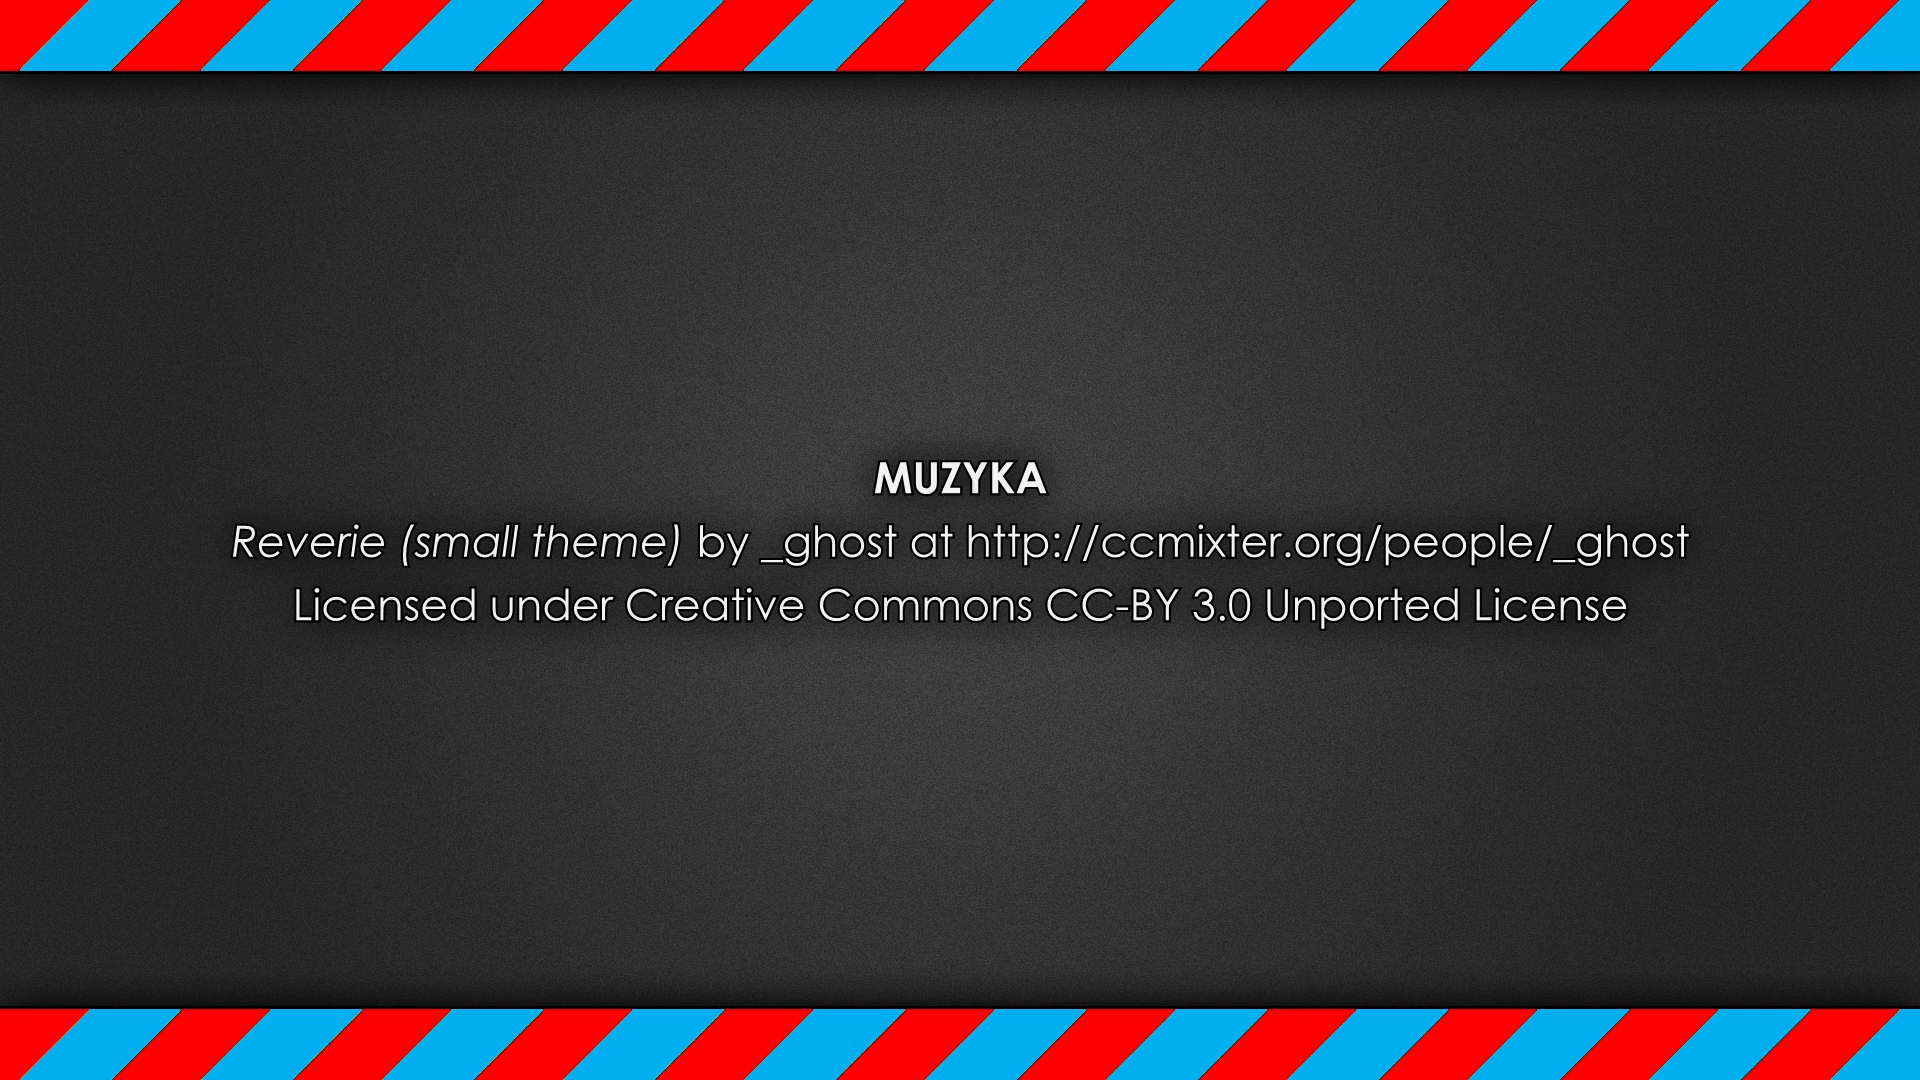 MUZYKA
Reverie (small theme) by _ghost at http://ccmixter.org/people/_ghost
Licensed under Creative Commons CC-BY 3.0 Unported License